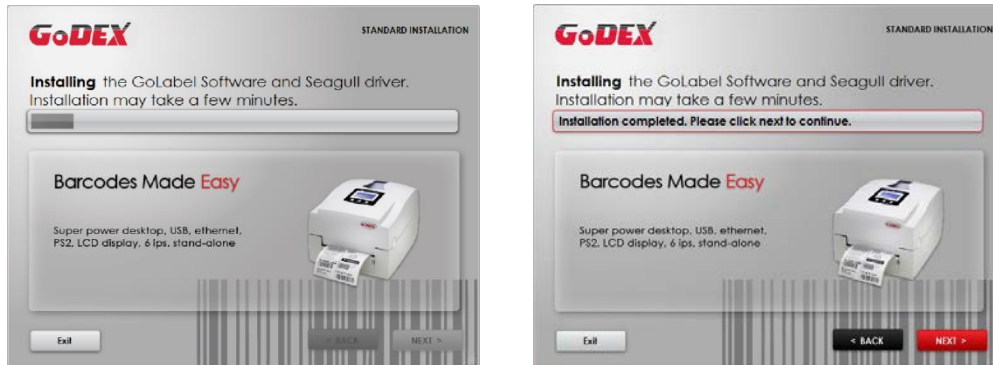 GoDEX
STANDARD INSTALLATION
Installing the GoLabel Software and Seagull driver.
Installation may take a few minutes.
Barcodes Made Easy
Super power desktop, USB, ethernet,
PS2, LCD display, 6 ips, stand-alone
Exit
< BACK
NEXT >
GoDEX
STANDARD INSTALLATION
Installing the GoLabel Software and Seagull driver.
Installation may take a few minutes.
Installation completed. Please click next to continue.
Barcodes Made Easy
Super power desktop, USB, ethernet,
PS2, LCD display, 6 ips, stand-alone
Exit
< BACK
NEXT >